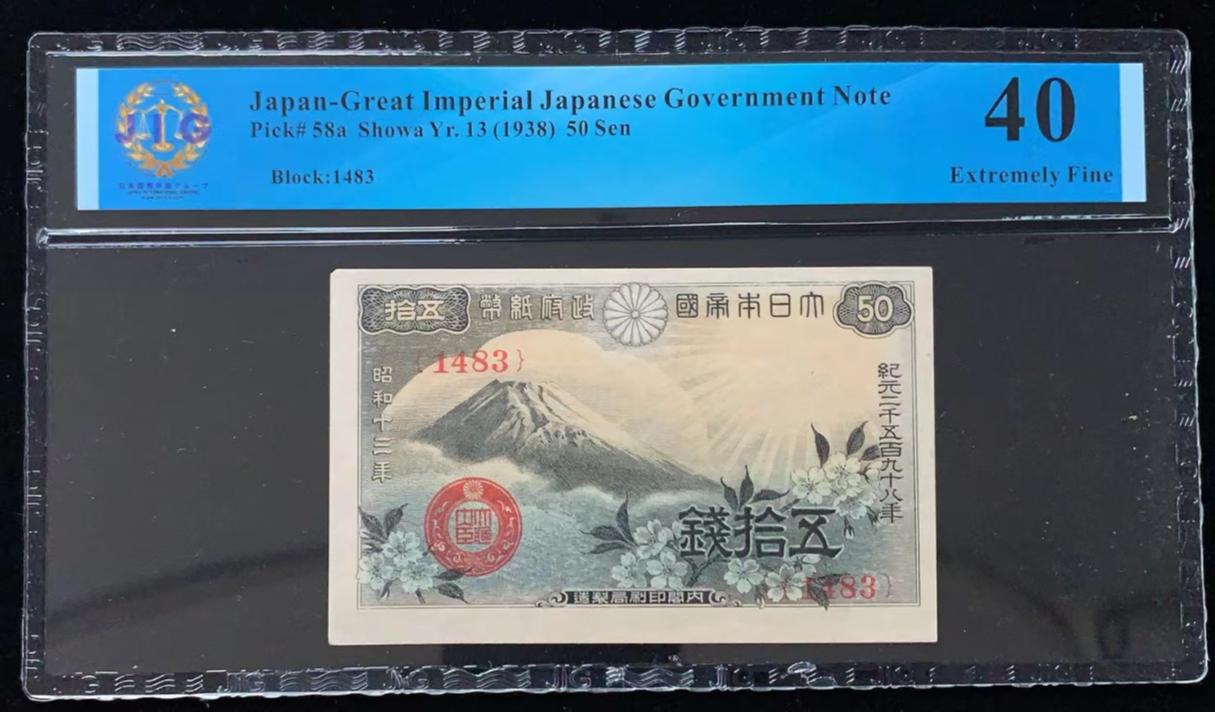 JIG
Japan-Great Imperial Japanese Government Note
Pick# 58a Showa Yr. 13 (1938) 50 Sen
Block:1483
40
Extremely Fine
拾五
幣紙府政
國帝本日大
50
{1483}
昭和十三年
紀元二千五百九十八年
錢拾五
{1483}
造製局刷印閣内